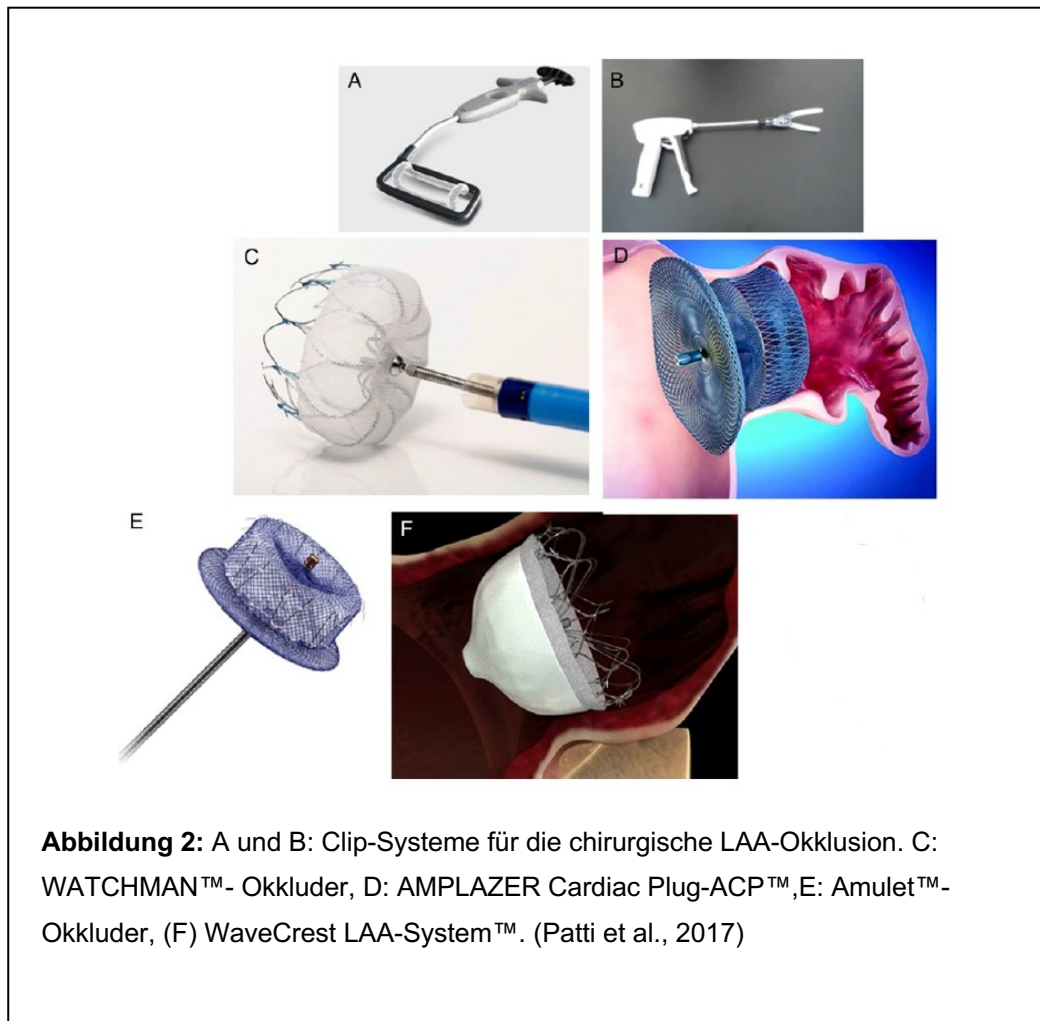 A
B
C
D
E
F
Abbildung 2: A und B: Clip-Systeme für die chirurgische LAA-Okklusion. C:
WATCHMAN™- Okkluder, D: AMPLAZER Cardiac Plug-ACP™,E: Amulet™-
Okkluder, (F) WaveCrest LAA-System™. (Patti et al., 2017)